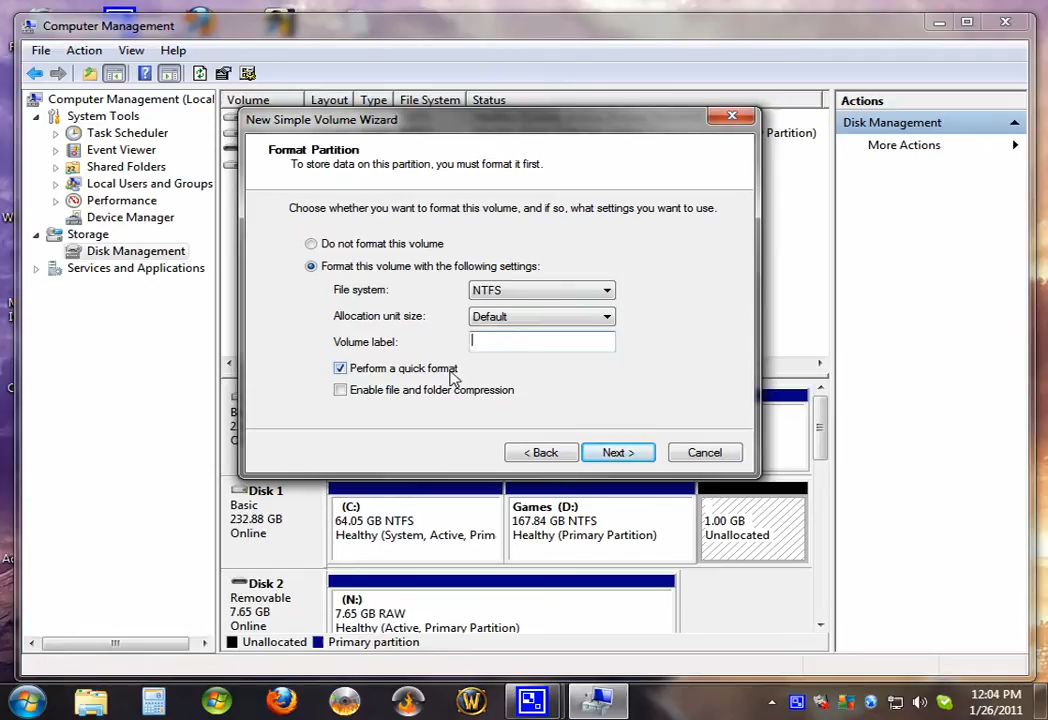 Computer Management
File Action View Help
Computer Management (Local
System Tools
Task Scheduler
Event Viewer
Shared Folders
Local Users and Groups
Performance
Device Manager
Storage
Disk Management
Services and Applications
Volume Layout Type File System Status
Partition)
Actions
Disk Management
More Actions
New Simple Volume Wizard
Format Partition
To store data on this partition, you must format it first.
Choose whether you want to format this volume, and if so, what settings you want to use.
Do not format this volume
Format this volume with the following settings:
File system: NTFS
Allocation unit size: Default
Volume label:
Perform a quick format
Enable file and folder compression
< Back Next > Cancel
Disk 1
Basic
232.88 GB
Online
(C:)
64.05 GB NTFS
Healthy (System, Active, Prim
Games (D:)
167.84 GB NTFS
Healthy (Primary Partition)
1.00 GB
Unallocated
Disk 2
Removable
7.65 GB
Online
(N:)
7.65 GB RAW
Healthy (Active, Primary Partition)
Unallocated Primary partition
12:04 PM
1/26/2011